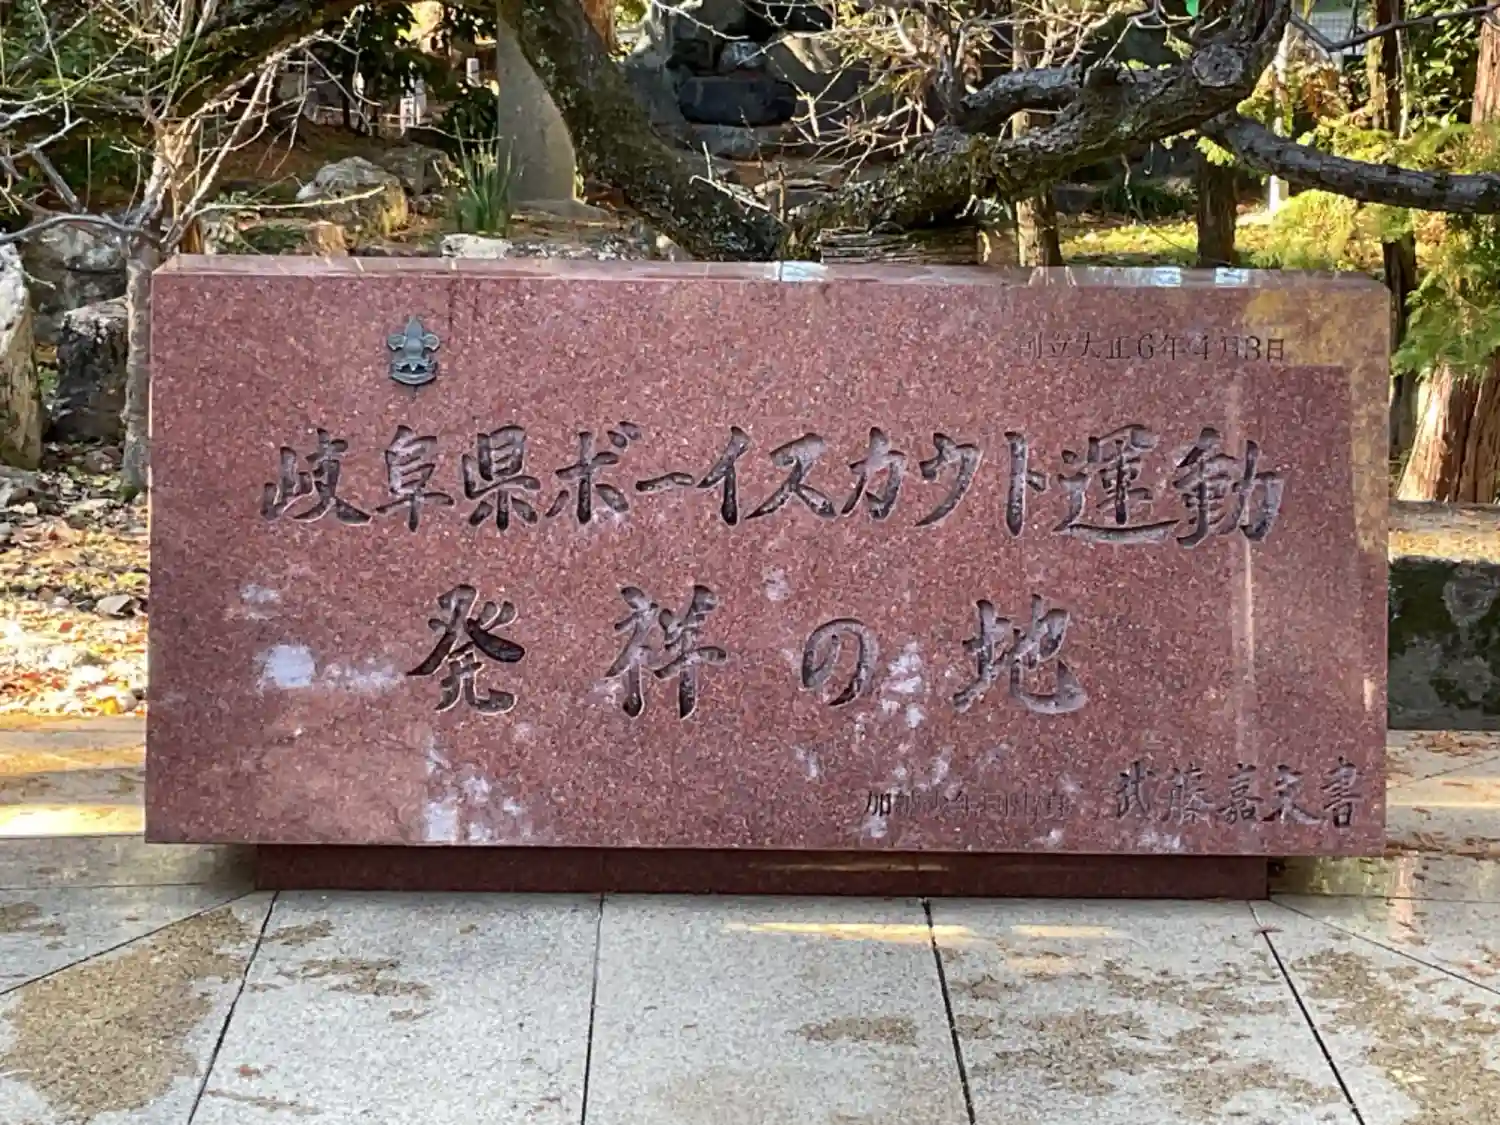 創立大正6年4月3日
岐阜県ボーイスカウト運動
発祥の地
武藤嘉末書